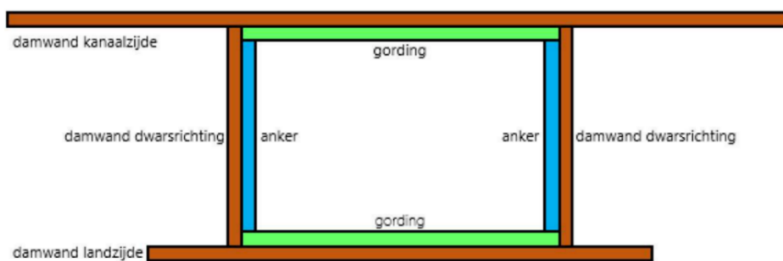 damwand kanaalzijde
gording
damwand dwarsrichting
anker
anker
damwand dwarsrichting
gording
damwand landzijde